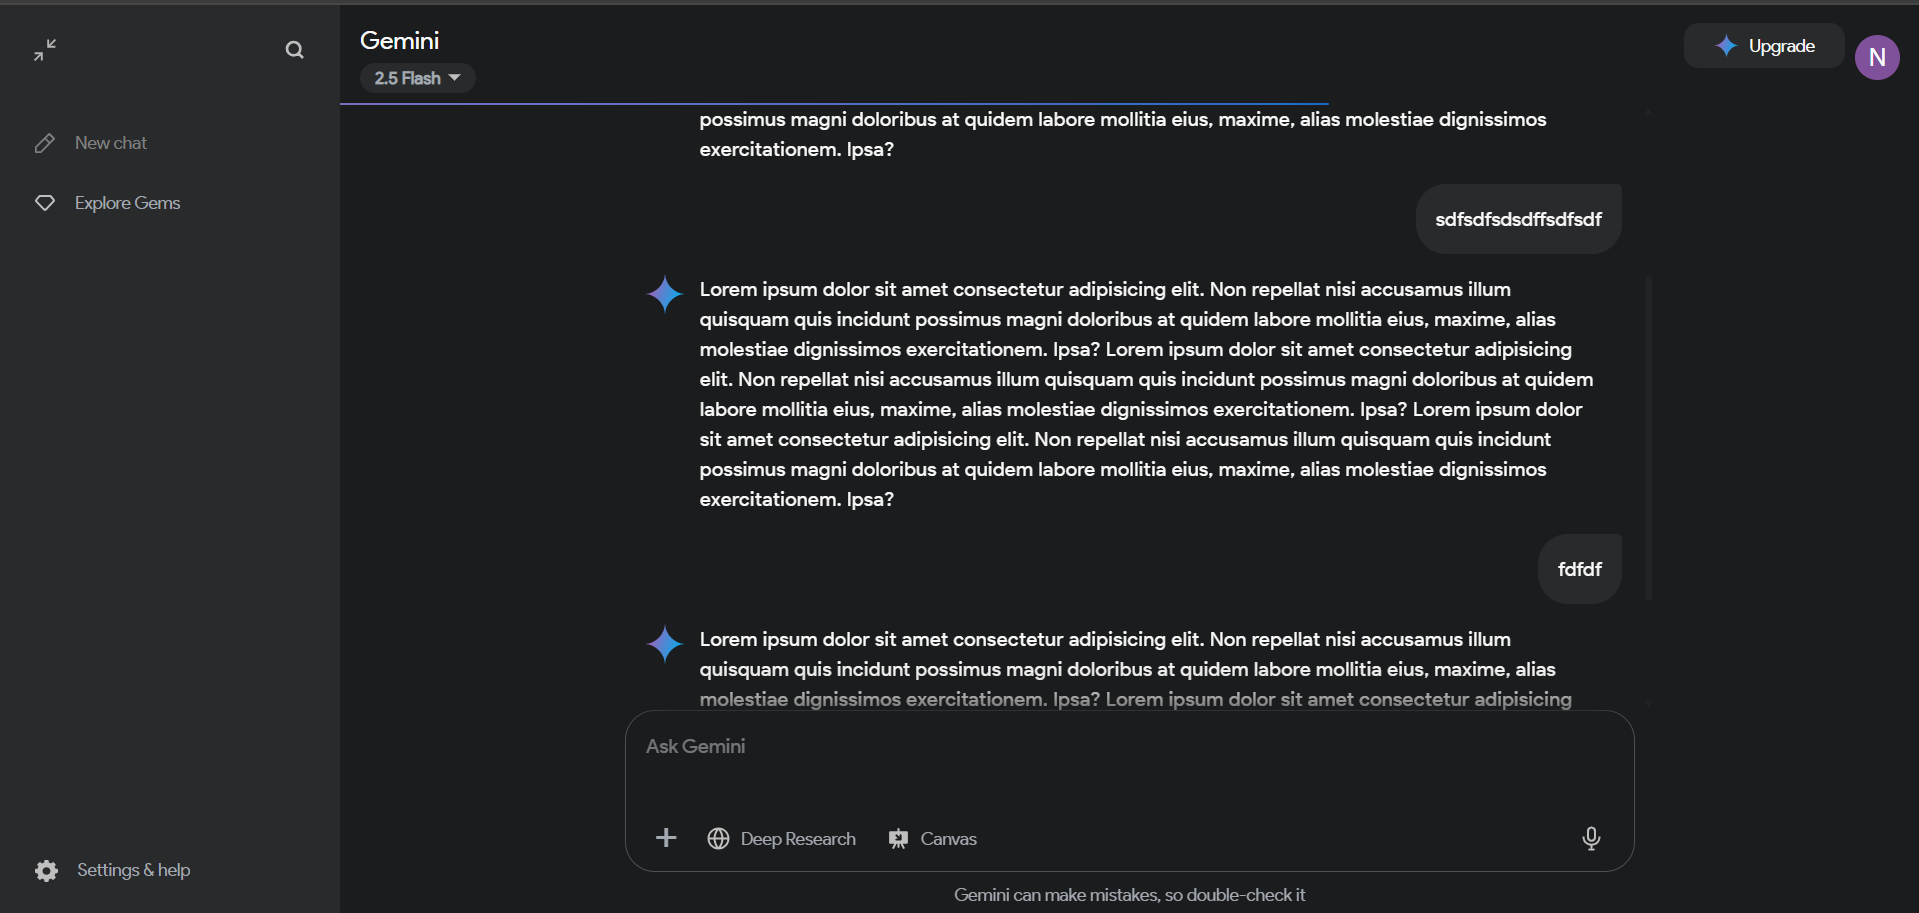 Gemini
2.5 Flash
Upgrade
N
New chat
Explore Gems
possimus magni doloribus at quidem labore mollitia eius, maxime, alias molestiae dignissimos
exercitationem. Ipsa?
sdfsdfsdsdffsdfsdf
Lorem ipsum dolor sit amet consectetur adipisicing elit. Non repellat nisi accusamus illum
quisquam quis incidunt possimus magni doloribus at quidem labore mollitia eius, maxime, alias
molestiae dignissimos exercitationem. Ipsa? Lorem ipsum dolor sit amet consectetur adipisicing
elit. Non repellat nisi accusamus illum quisquam quis incidunt possimus magni doloribus at quidem
labore mollitia eius, maxime, alias molestiae dignissimos exercitationem. Ipsa? Lorem ipsum dolor
sit amet consectetur adipisicing elit. Non repellat nisi accusamus illum quisquam quis incidunt
possimus magni doloribus at quidem labore mollitia eius, maxime, alias molestiae dignissimos
exercitationem. Ipsa?
fdfdf
Lorem ipsum dolor sit amet consectetur adipisicing elit. Non repellat nisi accusamus illum
quisquam quis incidunt possimus magni doloribus at quidem labore mollitia eius, maxime, alias
molestiae dignissimos exercitationem. Ipsa? Lorem ipsum dolor sit amet consectetur adipisicing
Ask Gemini
Deep Research
Canvas
Settings & help
Gemini can make mistakes, so double-check it